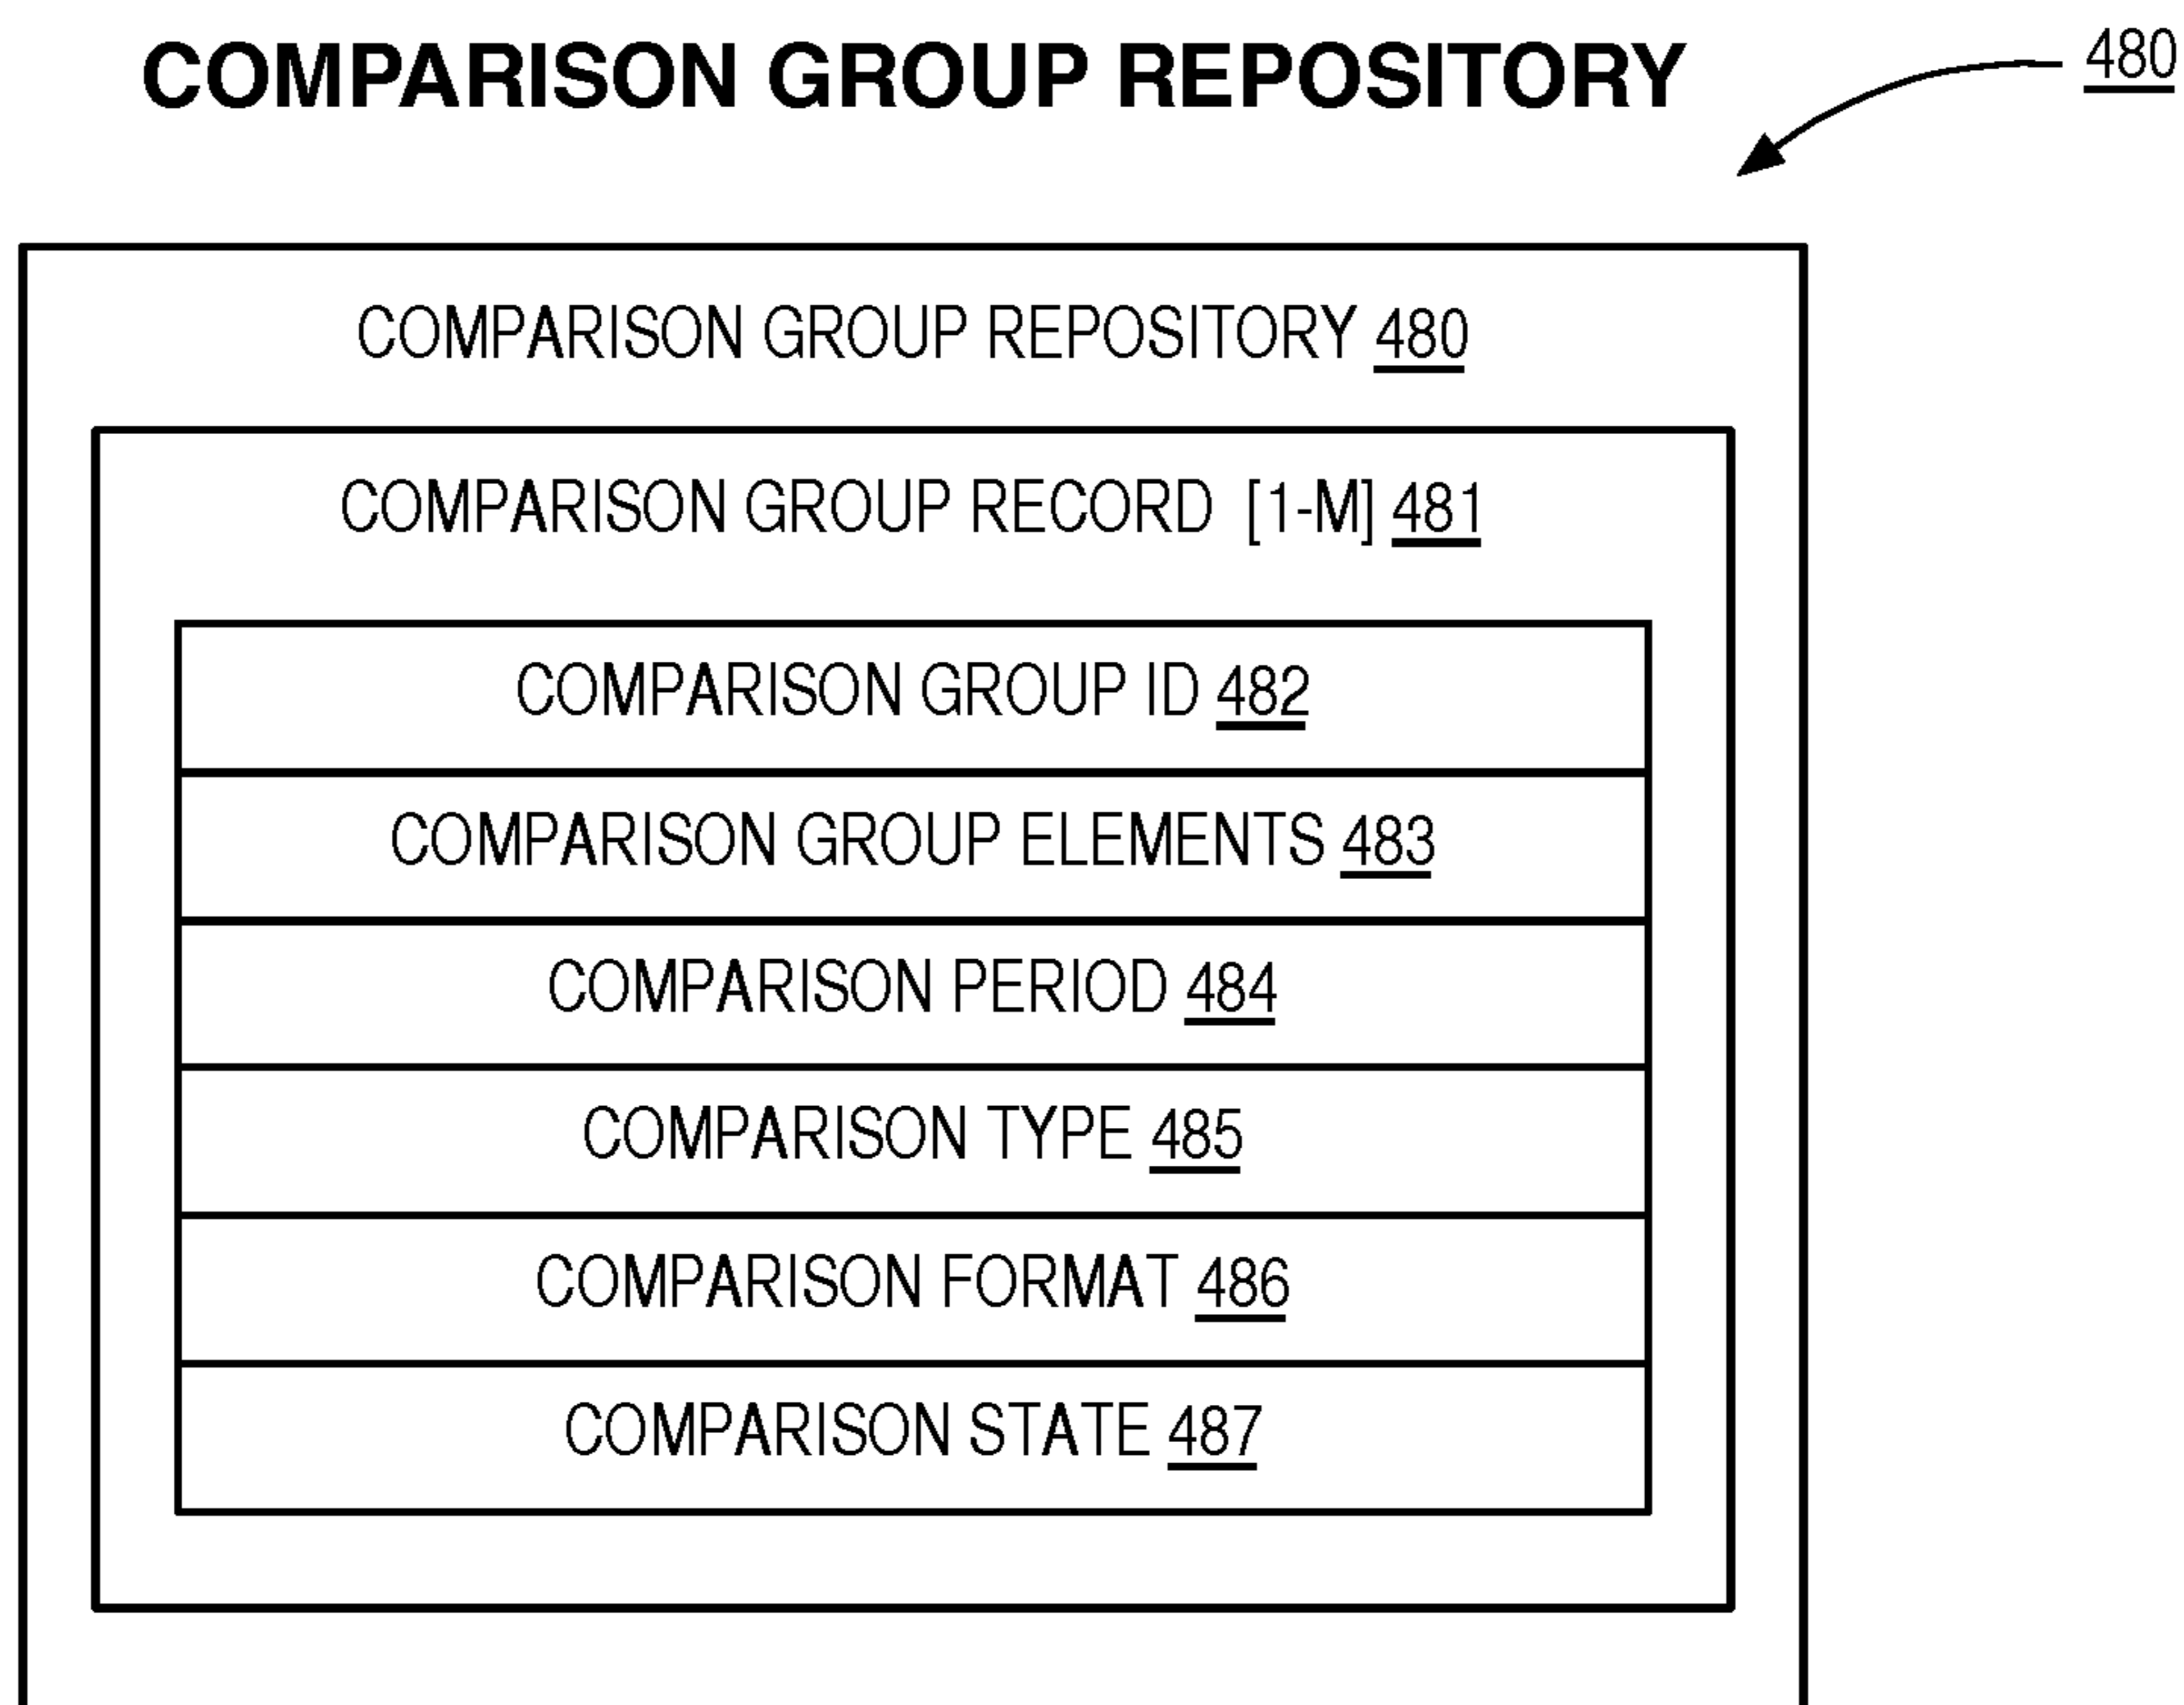 COMPARISON GROUP REPOSITORY
480
COMPARISON GROUP REPOSITORY 480
COMPARISON GROUP RECORD [1-M] 481
COMPARISON GROUP ID 482
COMPARISON GROUP ELEMENTS 483
COMPARISON PERIOD 484
COMPARISON TYPE 485
COMPARISON FORMAT 486
COMPARISON STATE 487